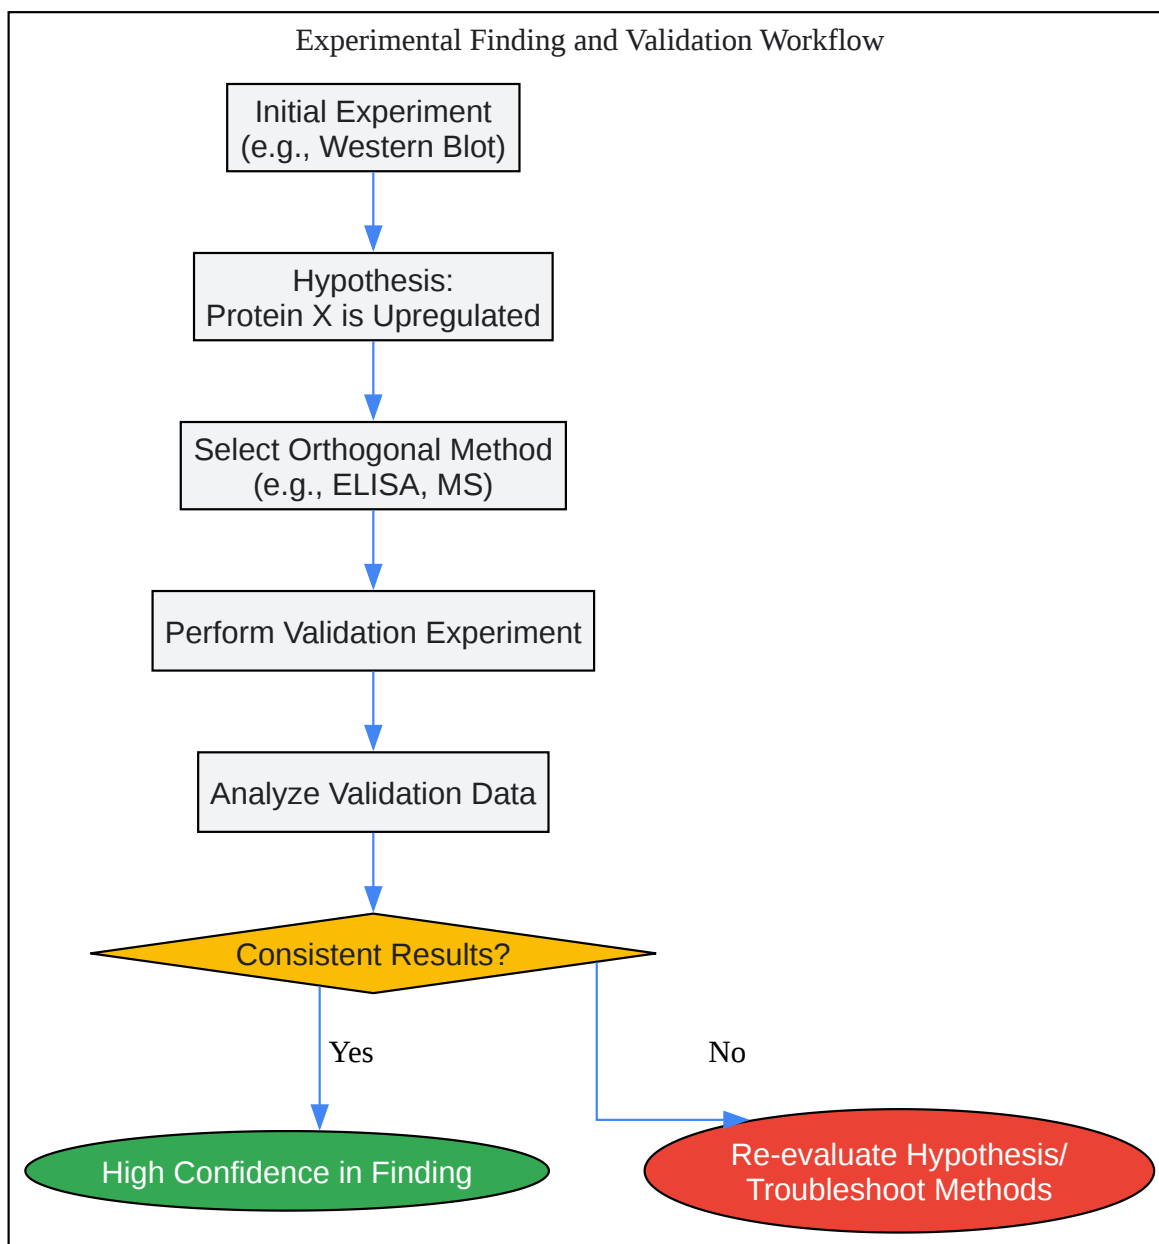 Experimental Finding and Validation Workflow
Initial Experiment
(e.g., Western Blot)
Hypothesis:
Protein X is Upregulated
Select Orthogonal Method
(e.g., ELISA, MS)
Perform Validation Experiment
Analyze Validation Data
Consistent Results?
Yes
No
High Confidence in Finding
Re-evaluate Hypothesis/
Troubleshoot Methods